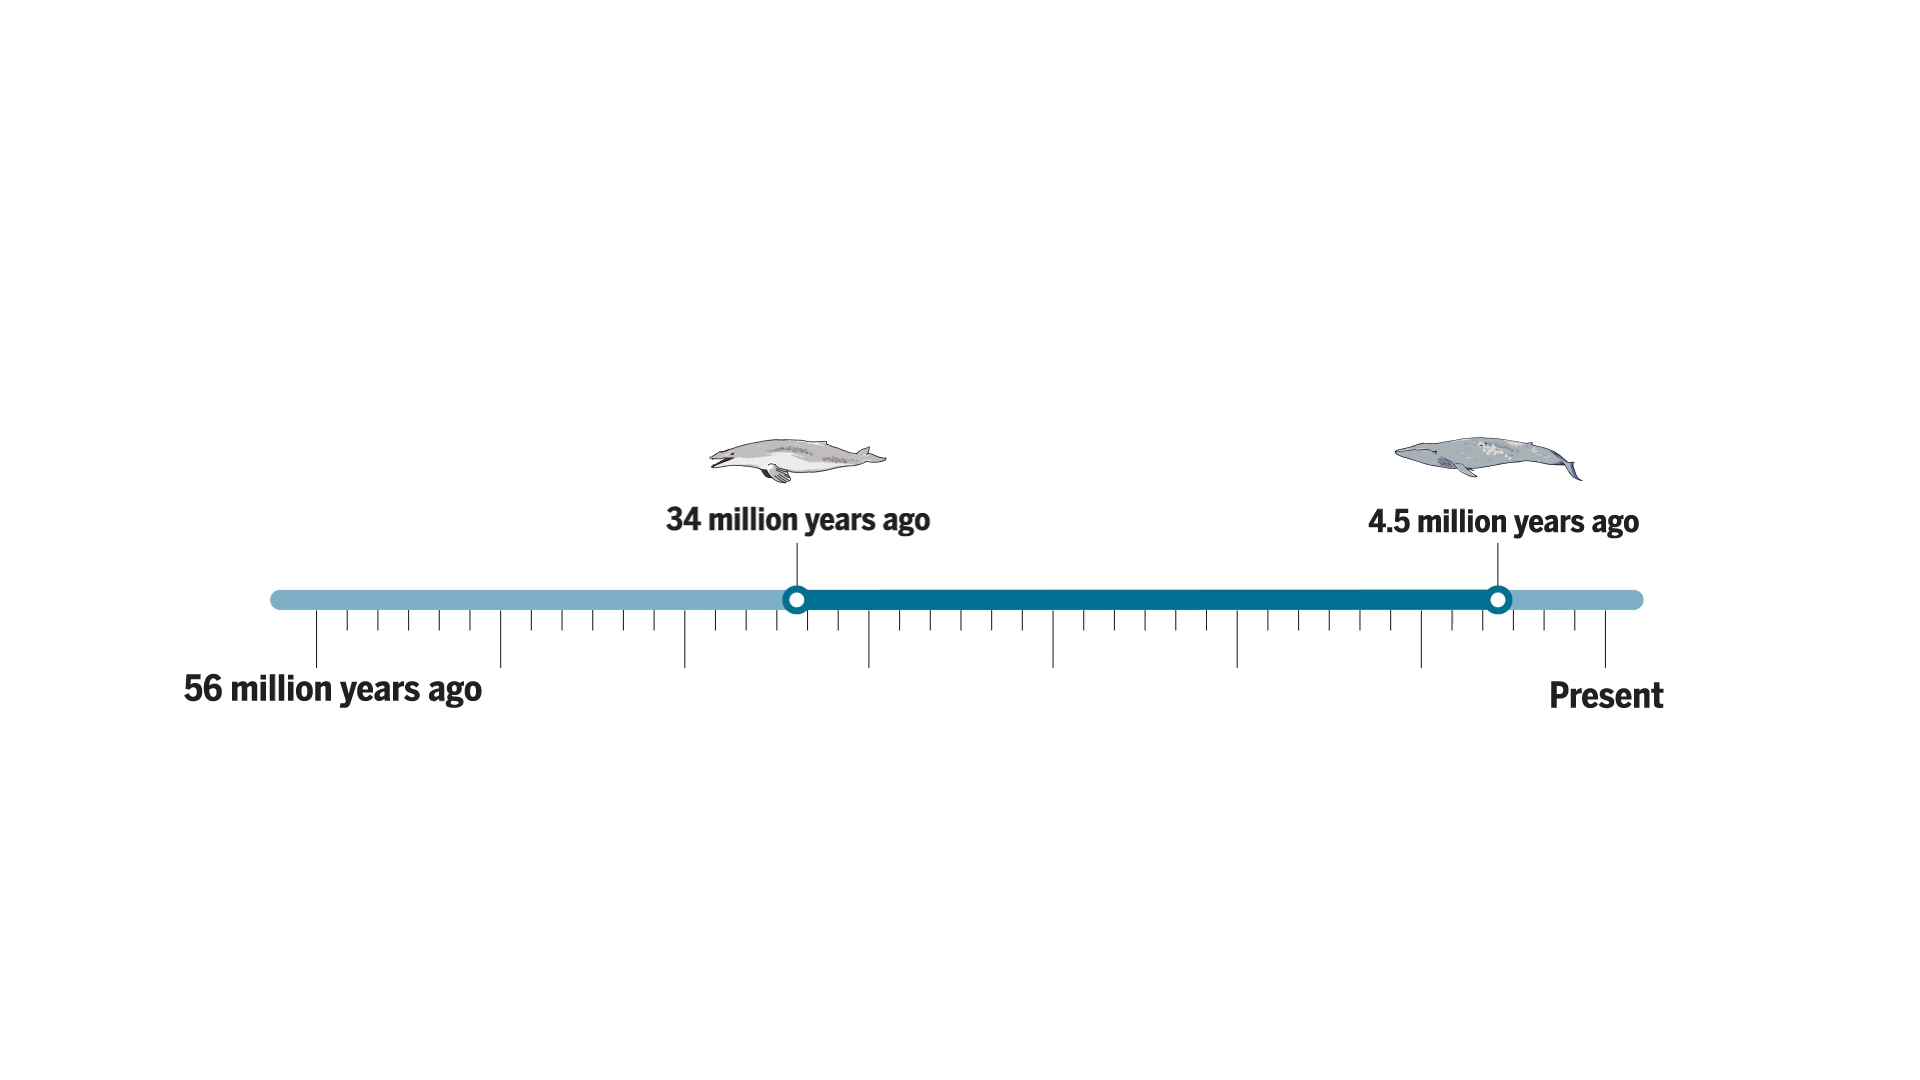 34 million years ago
4.5 million years ago
56 million years ago
Present